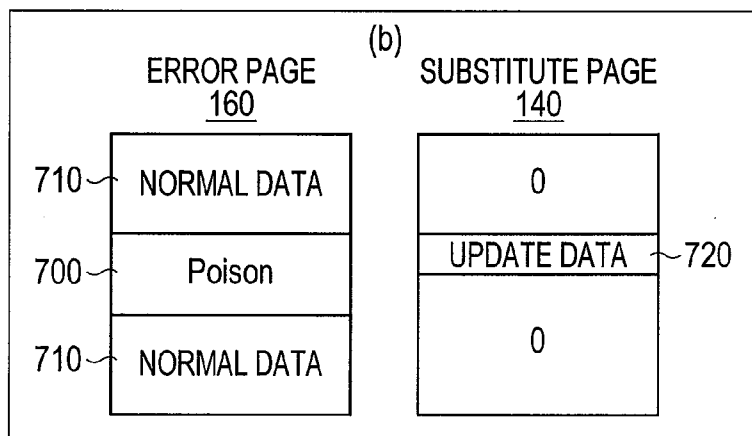 (b)
ERROR PAGE
160
SUBSTITUTE PAGE
140
710
NORMAL DATA
700
Poison
710
NORMAL DATA
0
UPDATE DATA
720
0